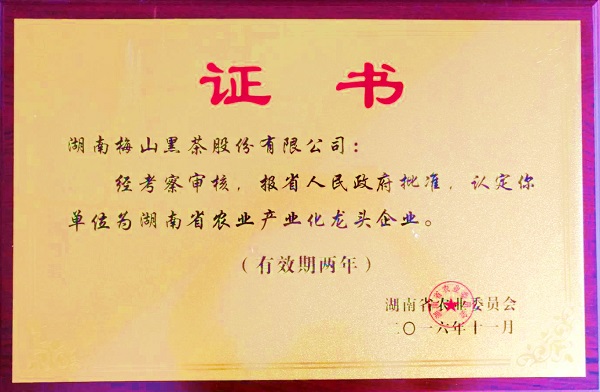 证书
湖南梅山黑茶股份有限公司：
经考察审核，报省人民政府批准，认定你
单位为湖南省农业产业化龙头企业。
（有效期两年）
湖南省农业委员会
二〇一六年十一月